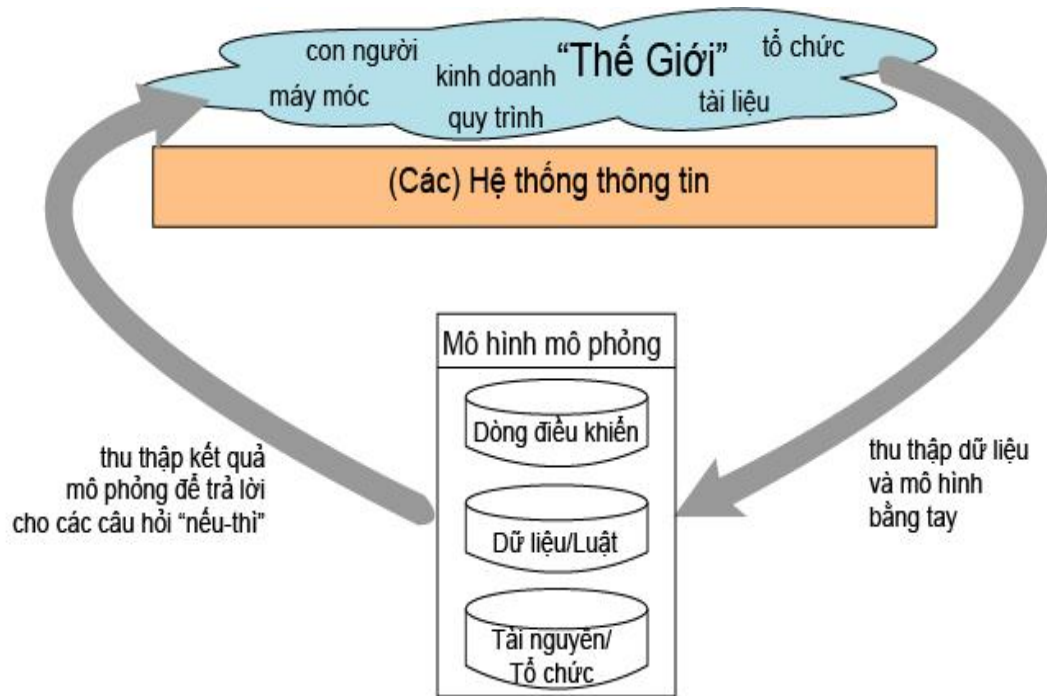 con người
"Thế Giới"
tổ chức
kinh doanh
máy móc
tài liệu
quy trình
(Các) Hệ thống thông tin
Mô hình mô phỏng
Dòng điều khiển
thu thập kết quả
mô phỏng để trả lời
cho các câu hỏi "nếu-thì"
thu thập dữ liệu
và mô hình
bằng tay
Dữ liệu/Luật
Tài nguyên/
Tổ chức